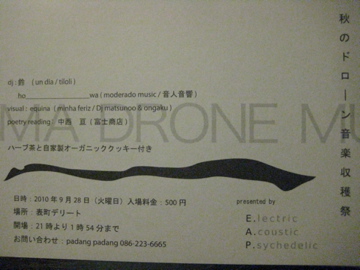 秋のドローン音楽収穫祭
dj : 鈴 ( un dia / tiloli )
ho____________wa ( moderado music / 音人音響 )
visual : equina ( minha feriz / Dj matsunoo & ongaku )
poetry reading : 中西 亘 ( 冨士商店 )
MA DRONE MU
ハーブ茶と自家製オーガニッククッキー付き
日時 : 2010 年 9 月 28 日 ( 火曜日 ) 入場料金 : 500 円
場所 : 表町デリート
開場 : 21 時より 1 時 54 分まで
お問い合わせ : padang padang 086-223-6665
presented by
E.lectric
A.coustic
P.sychedelic